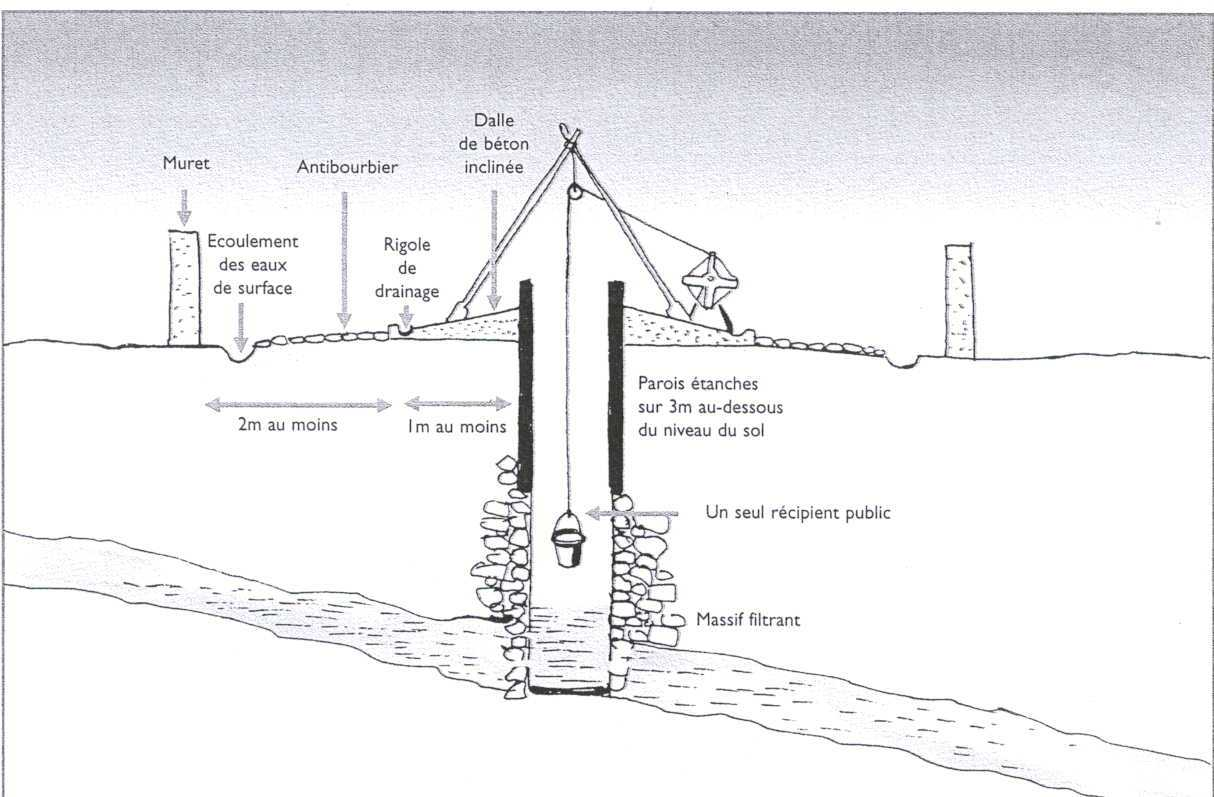 Dalle
de béton
inclinée
Muret
Antibourbier
Ecoulement
des eaux
de surface
Rigole
de
drainage
2m au moins
1m au moins
Parois étanches
sur 3m au-dessous
du niveau du sol
Un seul récipient public
Massif filtrant